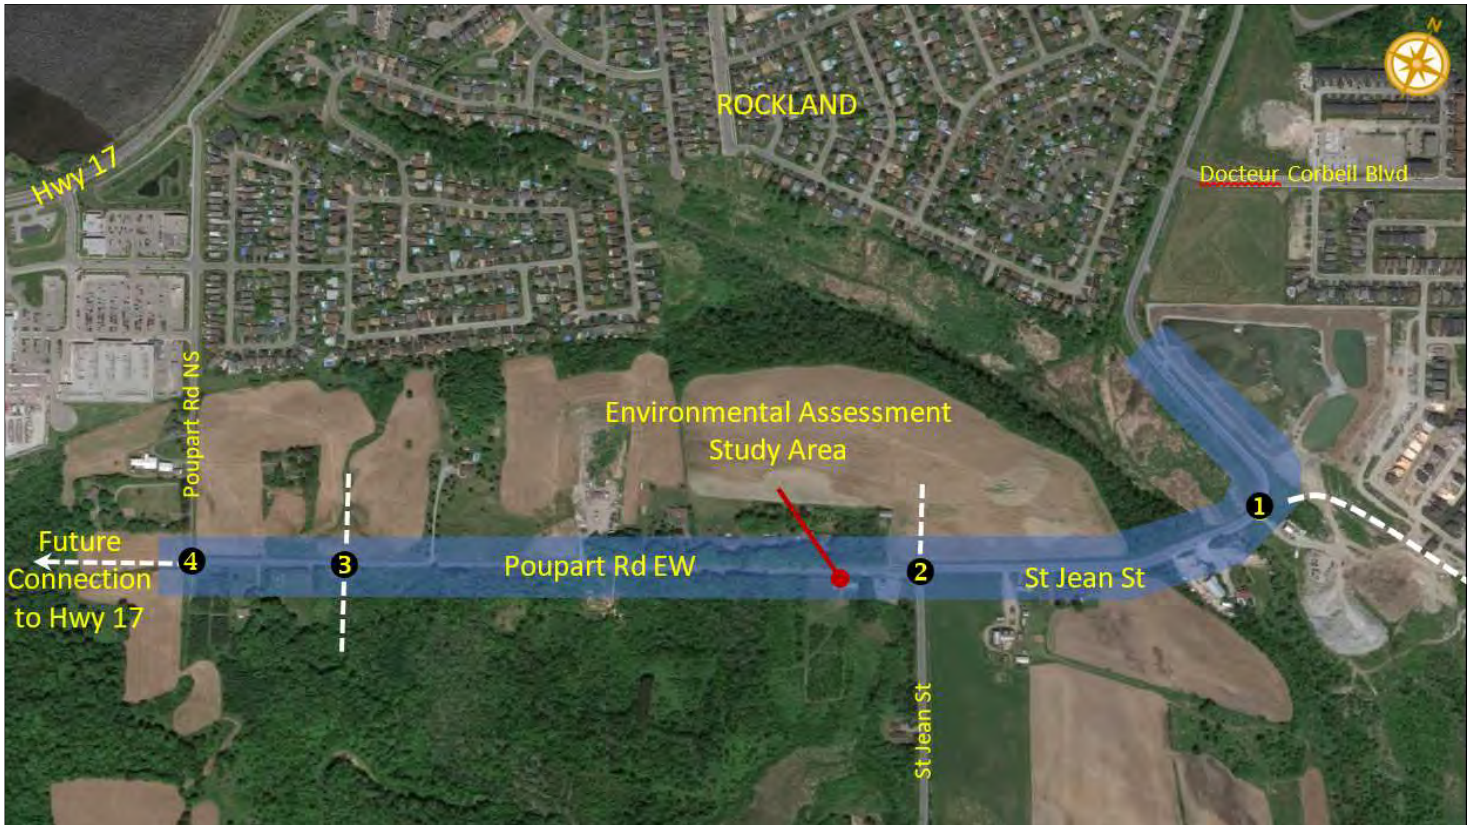 N
ROCKLAND
Hwy 17
Docteur Corbeil Blvd
Poupart Rd NS
Environmental Assessment
Study Area
1
Future
Connection
to Hwy 17
4
3
Poupart Rd EW
2
St Jean St
St Jean St